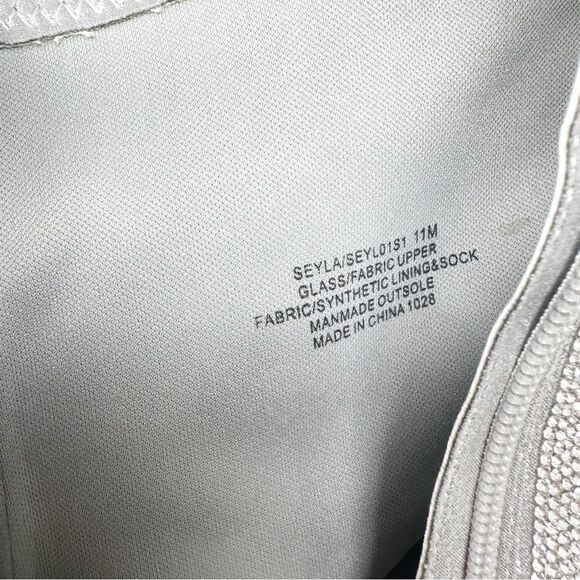 SEYLA/SEYL01S1 11M
GLASS/FABRIC UPPER
FABRIC/SYNTHETIC LINING&SOCK
MANMADE OUTSOLE
MADE IN CHINA 1028